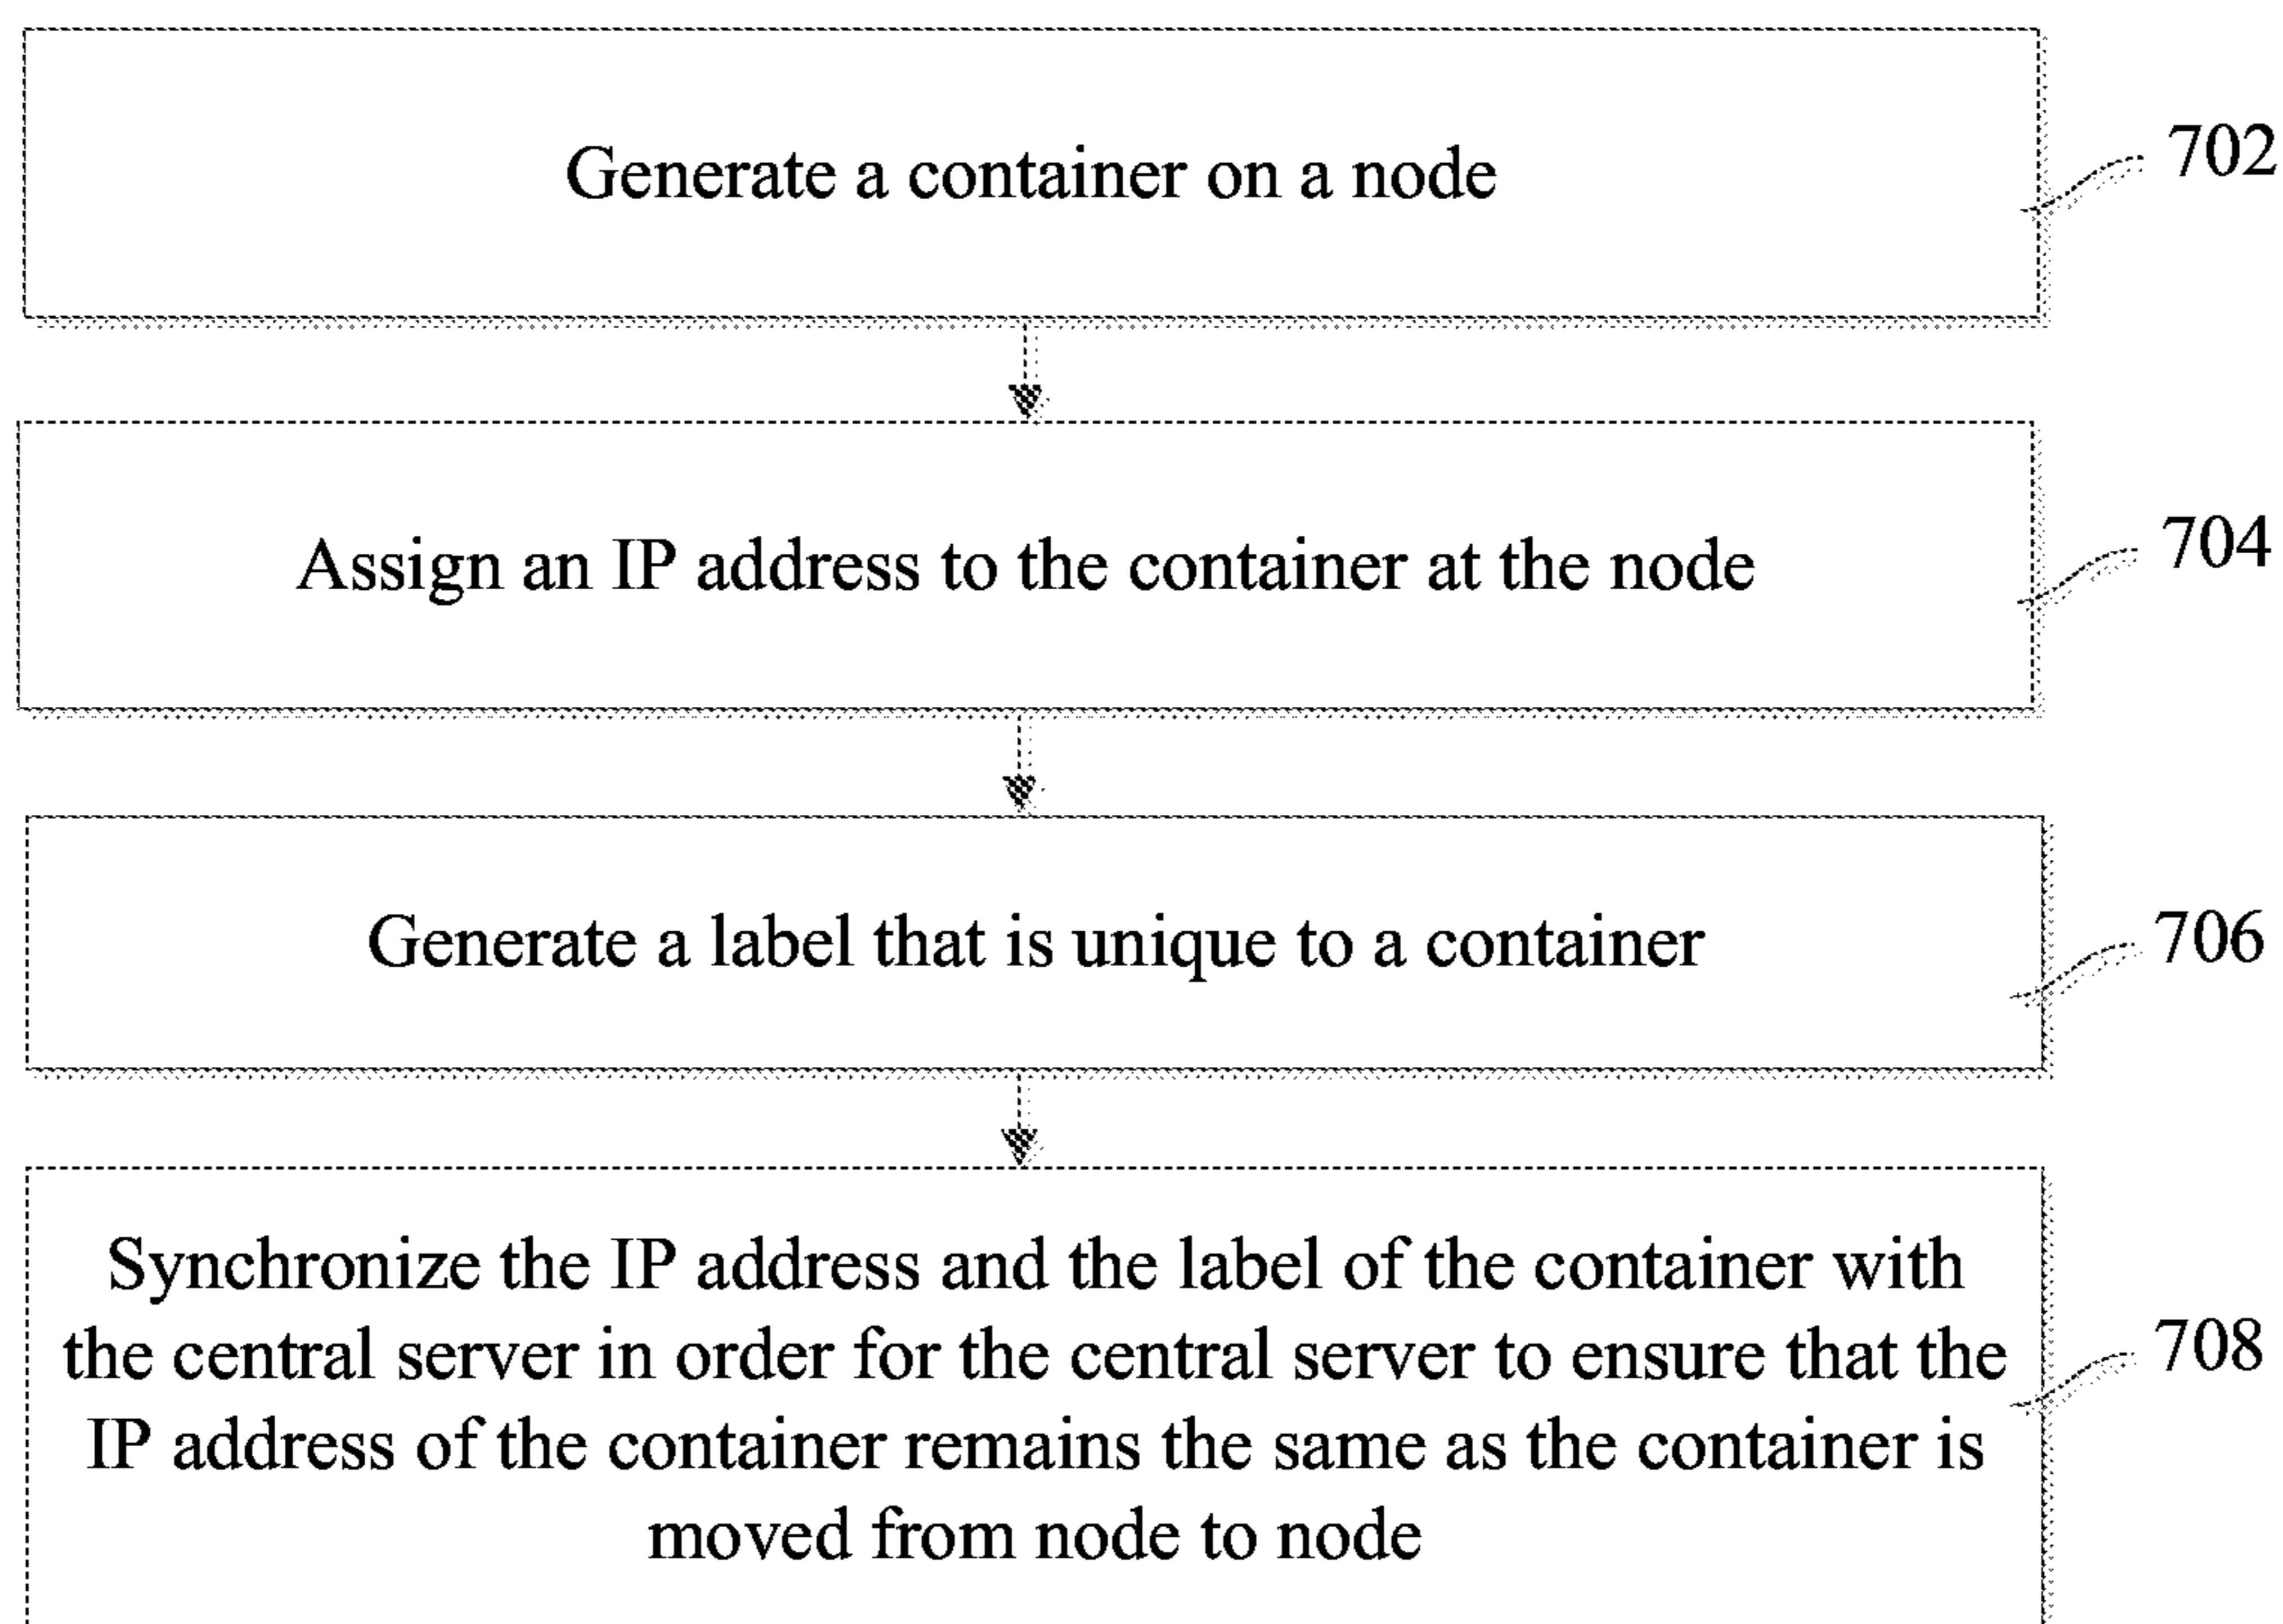 Generate a container on a node
702
Assign an IP address to the container at the node
704
Generate a label that is unique to a container
706
Synchronize the IP address and the label of the container with
the central server in order for the central server to ensure that the
IP address of the container remains the same as the container is
moved from node to node
708